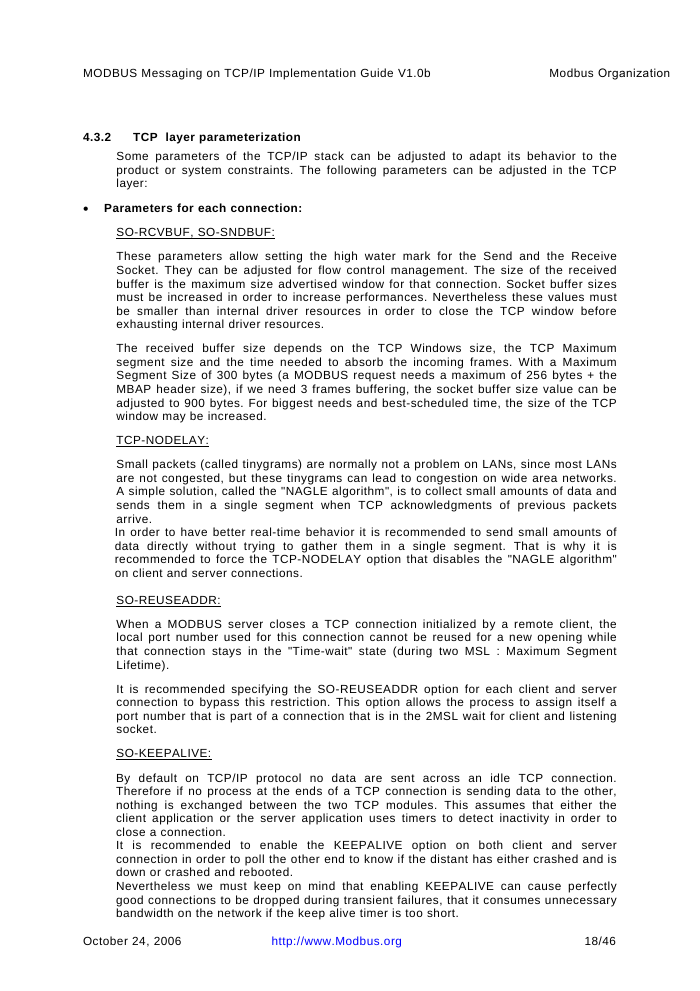 MODBUS Messaging on TCP/IP Implementation Guide V1.0b Modbus Organization
4.3.2 TCP layer parameterization
Some parameters of the TCP/IP stack can be adjusted to adapt its behavior to the
product or system constraints. The following parameters can be adjusted in the TCP
layer:
• Parameters for each connection:
SO-RCVBUF, SO-SNDBUF:
These parameters allow setting the high water mark for the Send and the Receive
Socket. They can be adjusted for flow control management. The size of the received
buffer is the maximum size advertised window for that connection. Socket buffer sizes
must be increased in order to increase performances. Nevertheless these values must
be smaller than internal driver resources in order to close the TCP window before
exhausting internal driver resources.
The received buffer size depends on the TCP Windows size, the TCP Maximum
segment size and the time needed to absorb the incoming frames. With a Maximum
Segment Size of 300 bytes (a MODBUS request needs a maximum of 256 bytes + the
MBAP header size), if we need 3 frames buffering, the socket buffer size value can be
adjusted to 900 bytes. For biggest needs and best-scheduled time, the size of the TCP
window may be increased.
TCP-NODELAY:
Small packets (called tinygrams) are normally not a problem on LANs, since most LANs
are not congested, but these tinygrams can lead to congestion on wide area networks.
A simple solution, called the "NAGLE algorithm", is to collect small amounts of data and
sends them in a single segment when TCP acknowledgments of previous packets
arrive.
In order to have better real-time behavior it is recommended to send small amounts of
data directly without trying to gather them in a single segment. That is why it is
recommended to force the TCP-NODELAY option that disables the "NAGLE algorithm"
on client and server connections.
SO-REUSEADDR:
When a MODBUS server closes a TCP connection initialized by a remote client, the
local port number used for this connection cannot be reused for a new opening while
that connection stays in the "Time-wait" state (during two MSL : Maximum Segment
Lifetime).
It is recommended specifying the SO-REUSEADDR option for each client and server
connection to bypass this restriction. This option allows the process to assign itself a
port number that is part of a connection that is in the 2MSL wait for client and listening
socket.
SO-KEEPALIVE:
By default on TCP/IP protocol no data are sent across an idle TCP connection.
Therefore if no process at the ends of a TCP connection is sending data to the other,
nothing is exchanged between the two TCP modules. This assumes that either the
client application or the server application uses timers to detect inactivity in order to
close a connection.
It is recommended to enable the KEEPALIVE option on both client and server
connection in order to poll the other end to know if the distant has either crashed and is
down or crashed and rebooted.
Nevertheless we must keep on mind that enabling KEEPALIVE can cause perfectly
good connections to be dropped during transient failures, that it consumes unnecessary
bandwidth on the network if the keep alive timer is too short.
October 24, 2006 http://www.Modbus.org 18/46